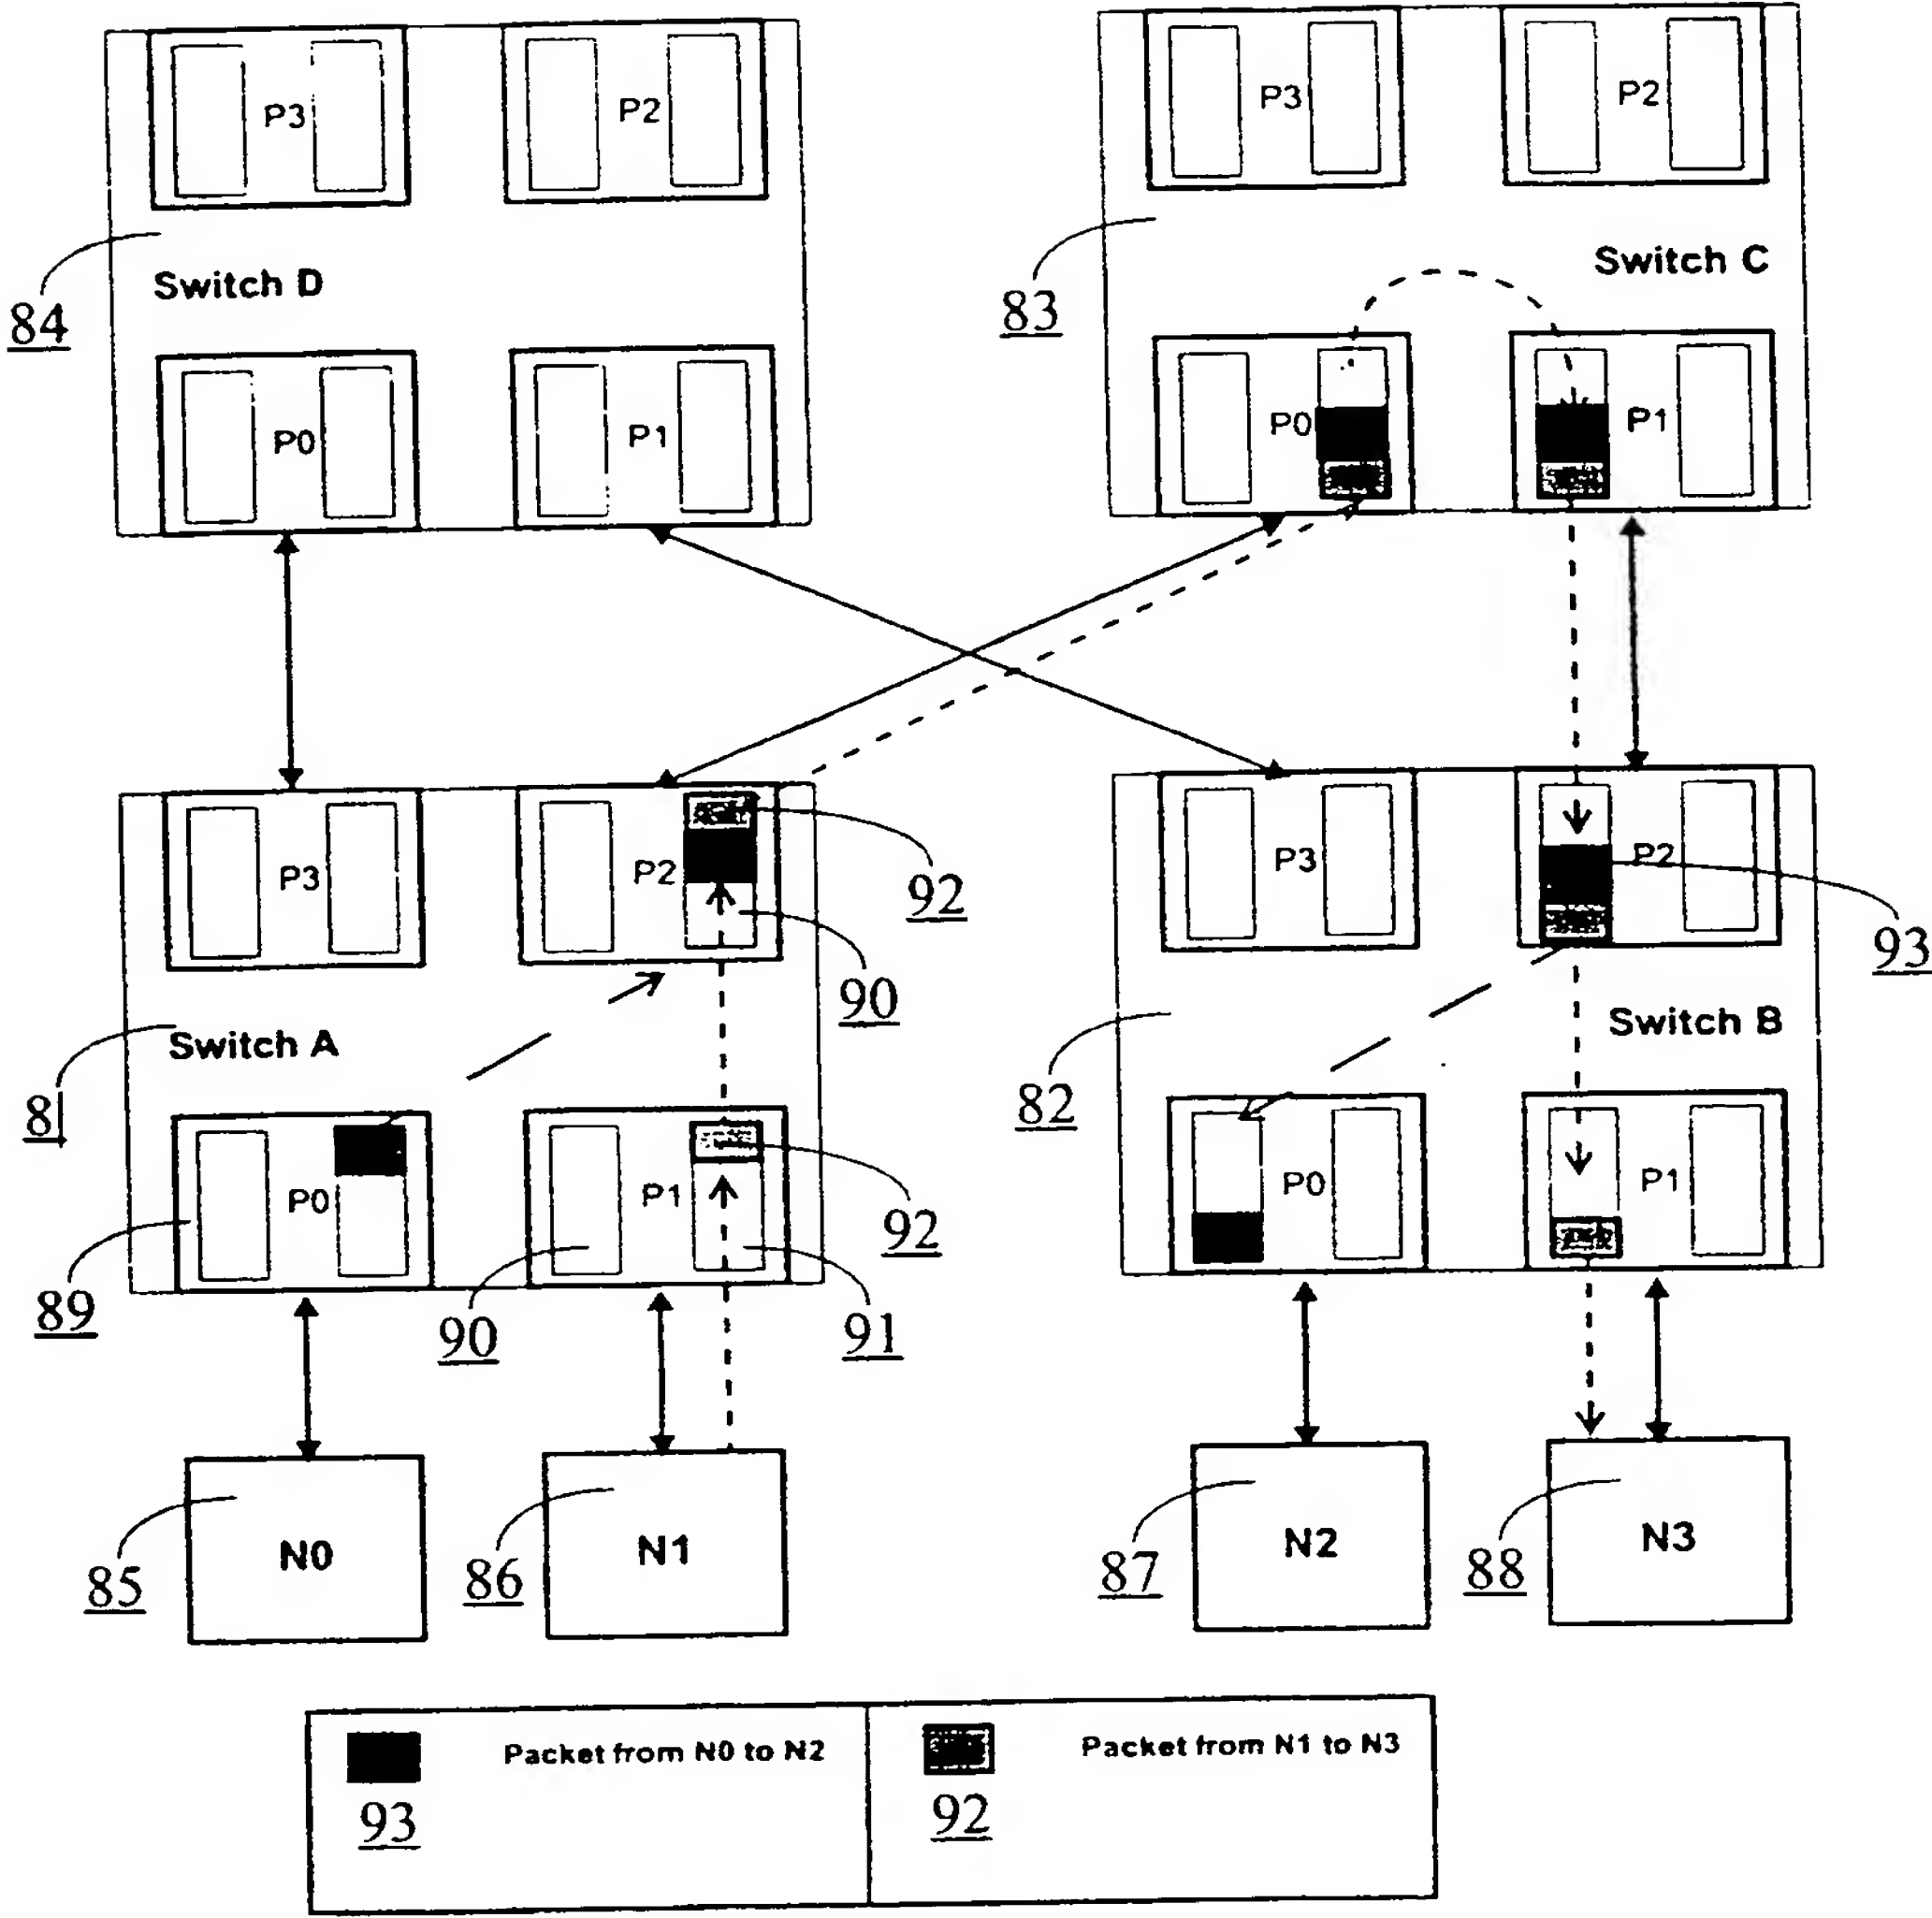 P3 P2
P3 P2
Switch D
84
Switch C
83
P0 P1
P0 P1
P3 P2
92
90
P3 P2
93
Switch A
81
Switch B
82
P0 P1
92
89
90
91
P0 P1
N0
85
N1
86
N2
87
N3
88
Packet from N0 to N2
93
Packet from N1 to N3
92